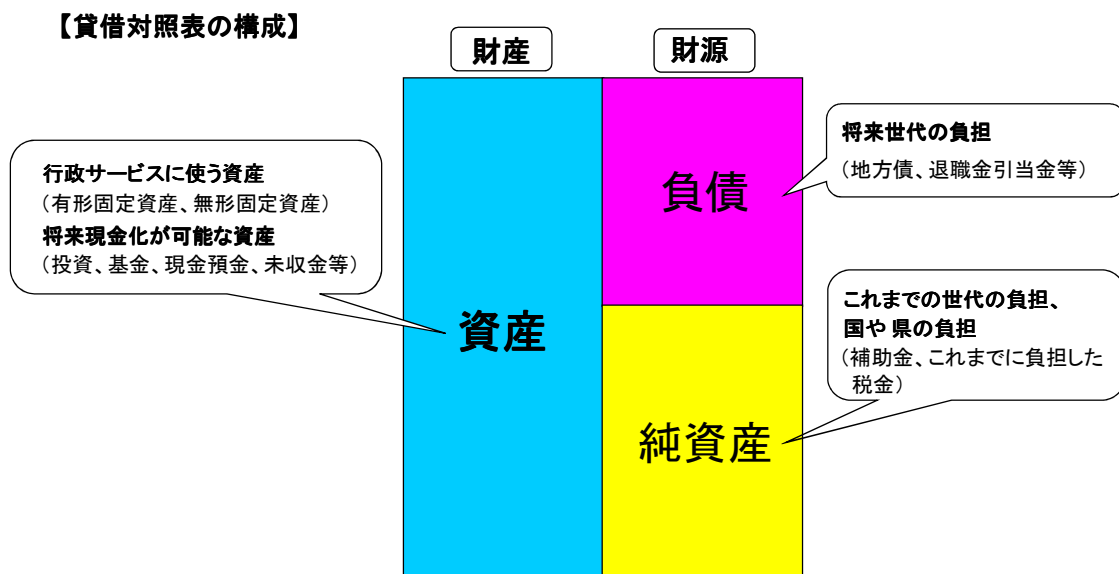 【貸借対照表の構成】
財産
財源
行政サービスに使う資産
（有形固定資産、無形固定資産）
将来現金化が可能な資産
（投資、基金、現金預金、未収金等）
資産
負債
将来世代の負担
（地方債、退職金引当金等）
純資産
これまでの世代の負担、
国や県の負担
（補助金、これまでに負担した
税金）